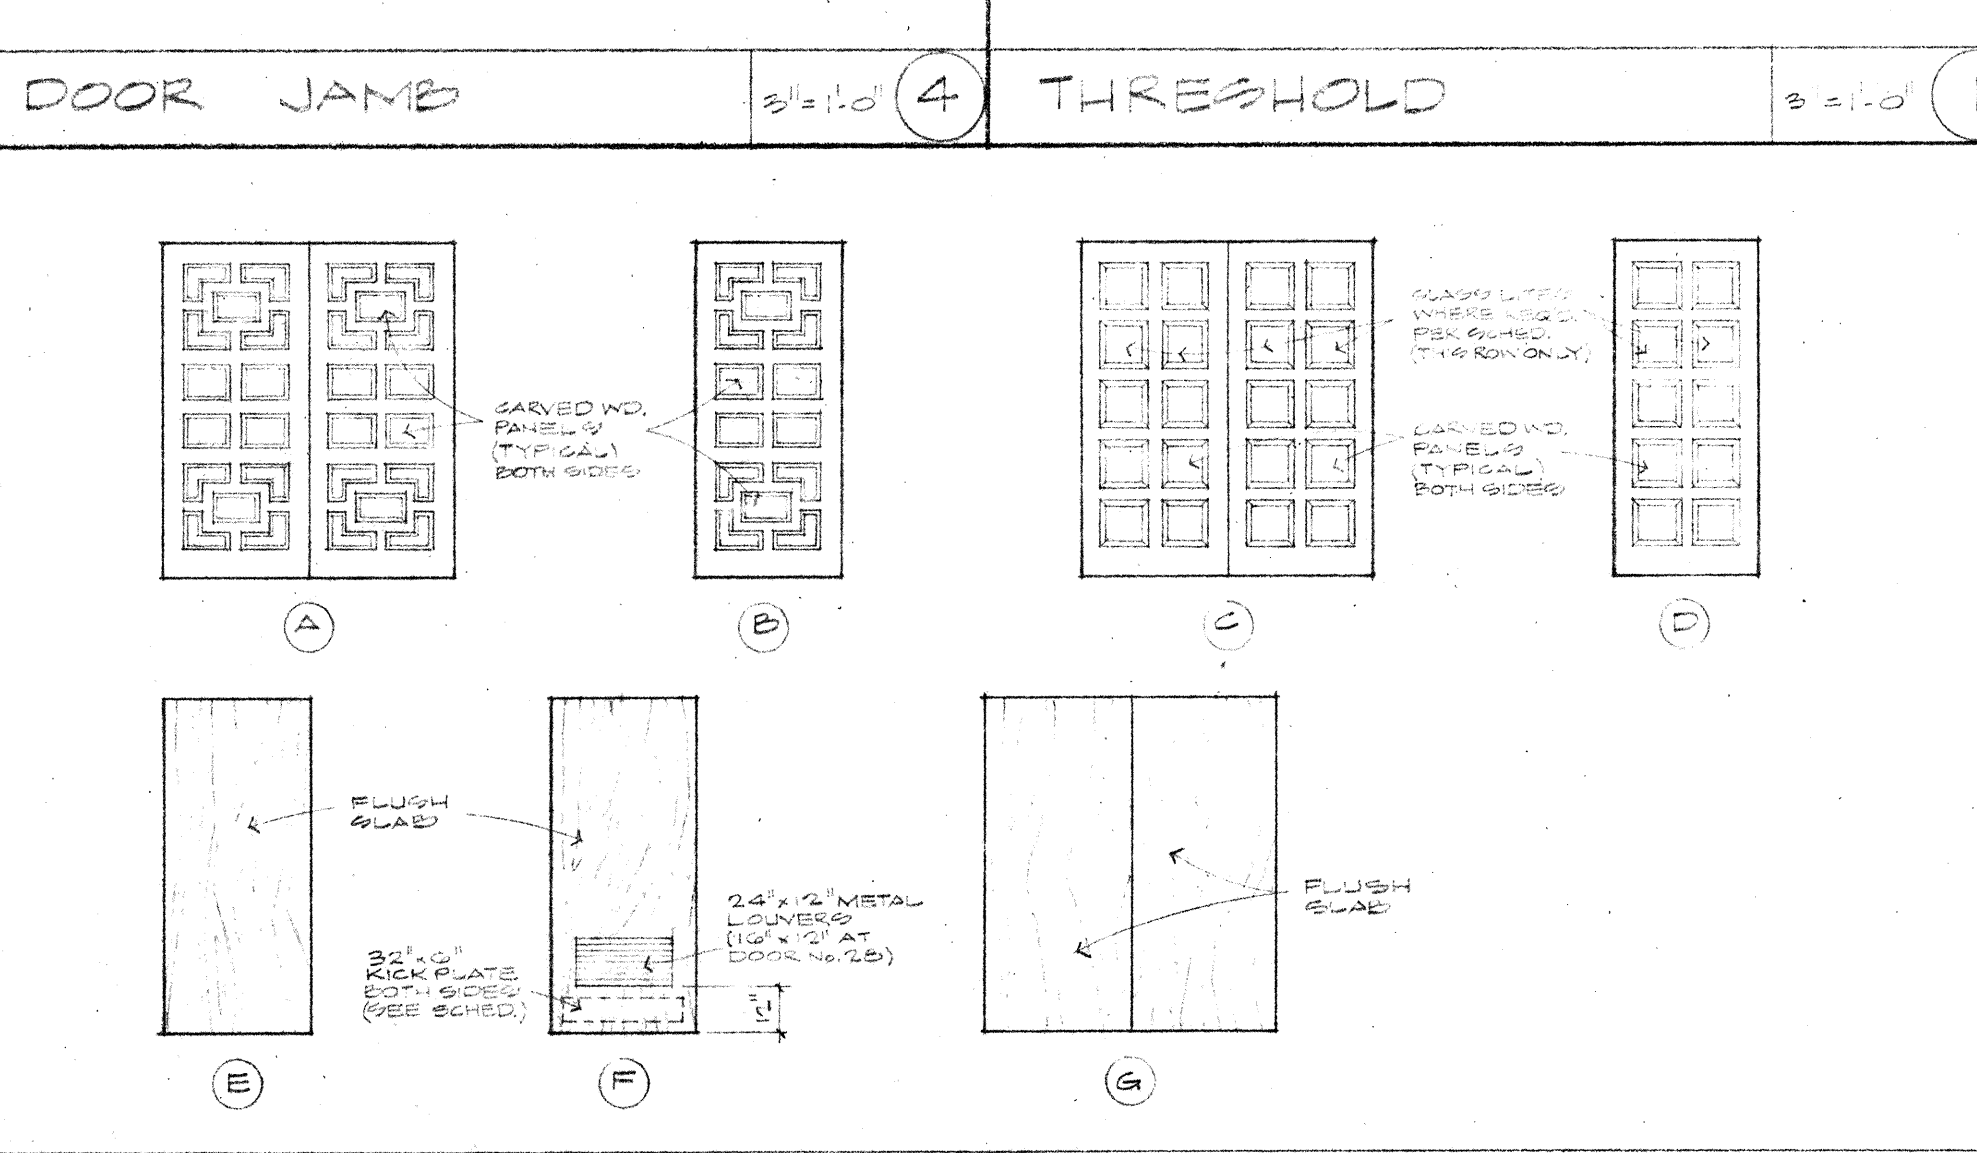 DOOR JAMB
3"=1'-0"
4
THRESHOLD
3"=1'-0"
GLASS LITES
WHERE REQ'D.
PER SCHED.
(THIS ROW ONLY)
CARVED WD.
PANELS
(TYPICAL)
BOTH SIDES
CARVED WD.
PANELS
(TYPICAL)
BOTH SIDES
A
B
C
D
FLUSH
SLAB
24"x12" METAL
LOUVERS
(16"x12" AT
DOOR No. 28)
FLUSH
SLAB
32"x6"
KICK PLATE
BOTH SIDES
(SEE SCHED.)
E
F
G